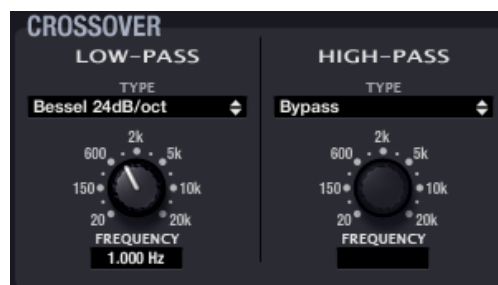 CROSSOVER
LOW-PASS
TYPE
Bessel 24dB/oct
2k
600 5k
150 10k
20 20k
FREQUENCY
1.000 Hz
HIGH-PASS
TYPE
Bypass
2k
600 5k
150 10k
20 20k
FREQUENCY